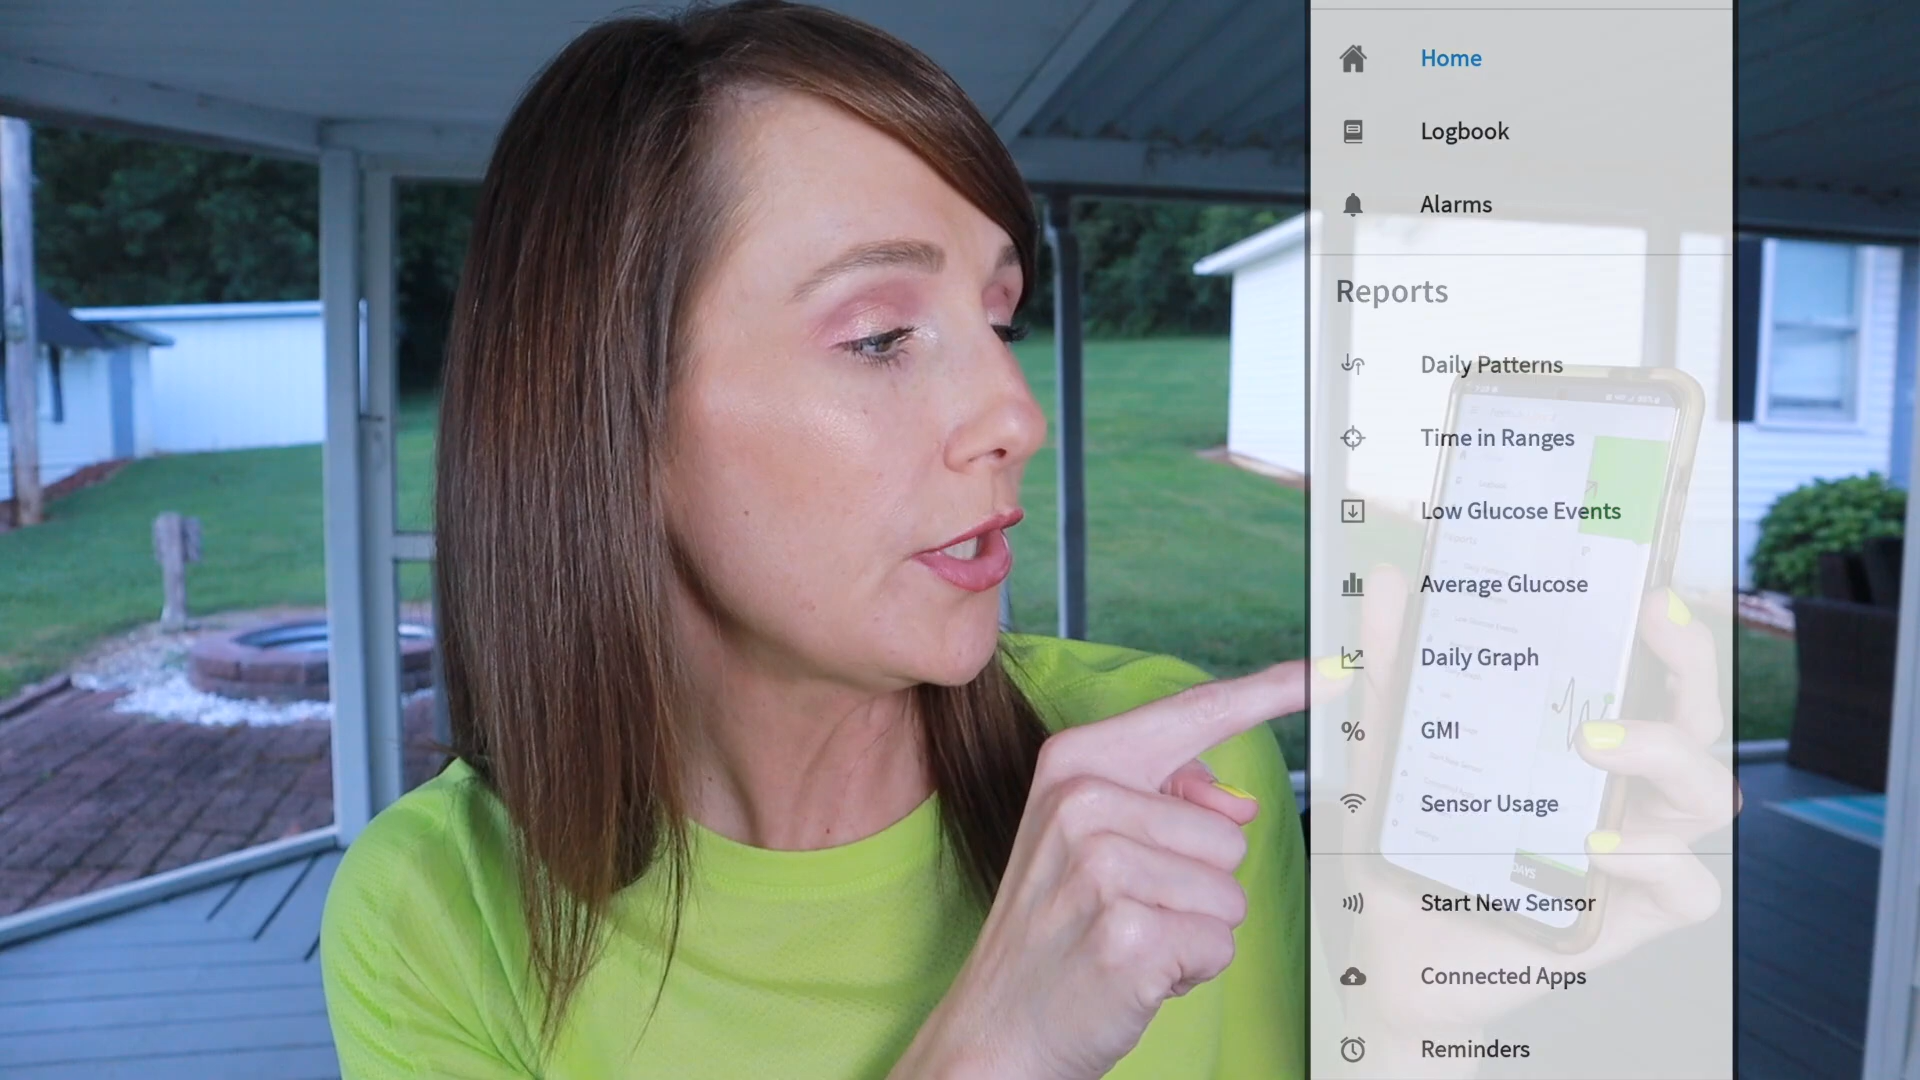 Home
Logbook
Alarms
Reports
Daily Patterns
Time in Ranges
Low Glucose Events
Average Glucose
Daily Graph
GMI
Sensor Usage
Start New Sensor
Connected Apps
Reminders
DAYS